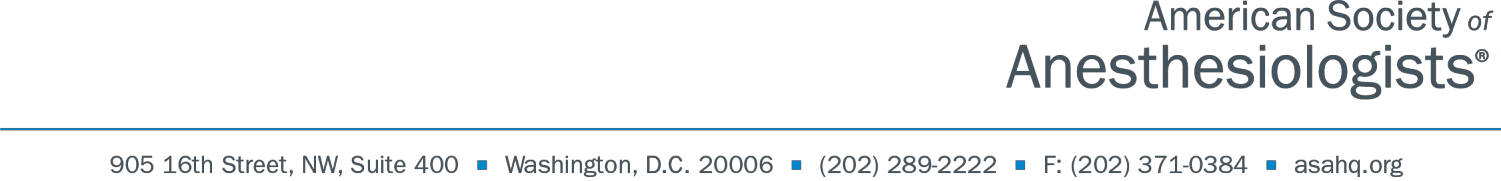 American Society of
Anesthesiologists®
905 16th Street, NW, Suite 400 ■ Washington, D.C. 20006 ■ (202) 289-2222 ■ F: (202) 371-0384 ■ asahq.org